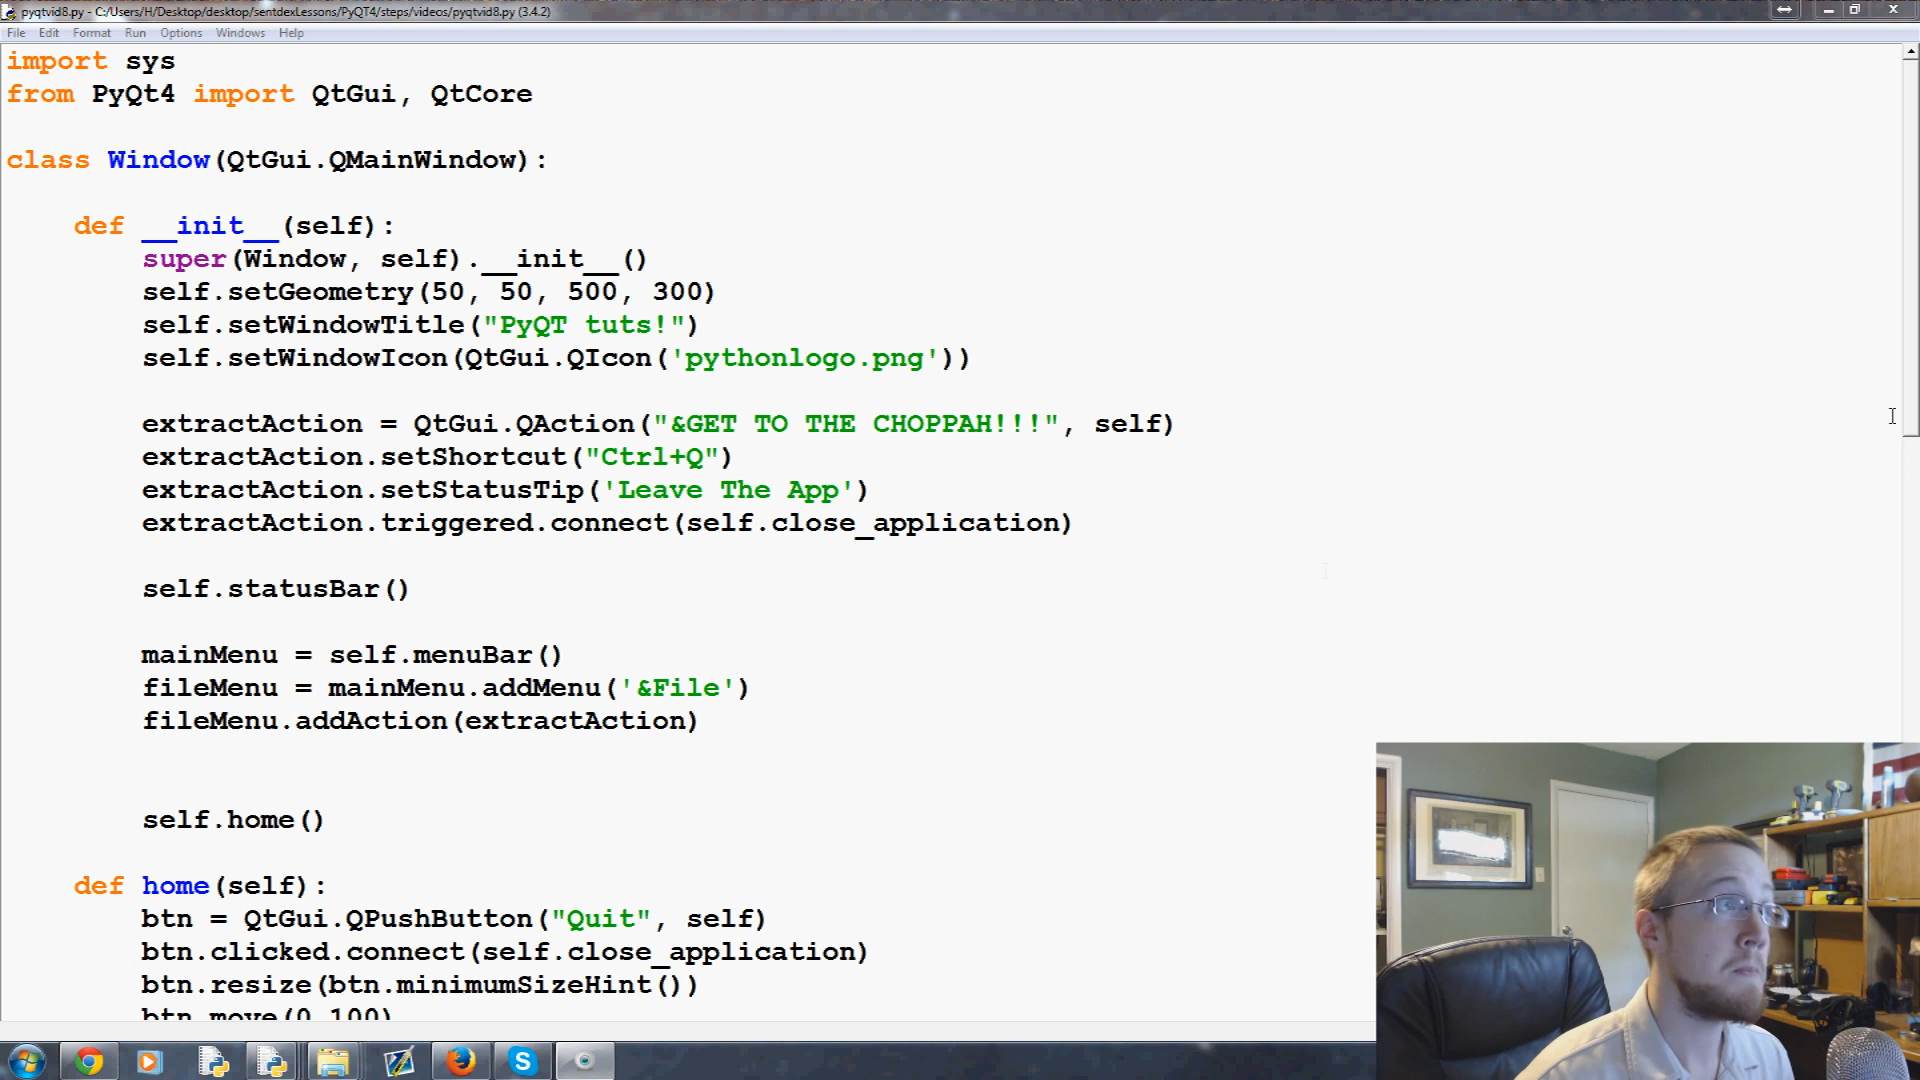 pyqtvid8.py - C:/Users/H/Desktop/desktop/sentdexLessons/PyQT4/steps/videos/pyqtvid8.py (3.4.2)
File Edit Format Run Options Windows Help
import sys
from PyQt4 import QtGui, QtCore
class Window(QtGui.QMainWindow):
def __init__(self):
super(Window, self).__init__()
self.setGeometry(50, 50, 500, 300)
self.setWindowTitle("PyQT tuts!")
self.setWindowIcon(QtGui.QIcon('pythonlogo.png'))
extractAction = QtGui.QAction("&GET TO THE CHOPPAH!!!", self)
extractAction.setShortcut("Ctrl+Q")
extractAction.setStatusTip('Leave The App')
extractAction.triggered.connect(self.close_application)
self.statusBar()
mainMenu = self.menuBar()
fileMenu = mainMenu.addMenu('&File')
fileMenu.addAction(extractAction)
self.home()
def home(self):
btn = QtGui.QPushButton("Quit", self)
btn.clicked.connect(self.close_application)
btn.resize(btn.minimumSizeHint())
btn.move(0,100)